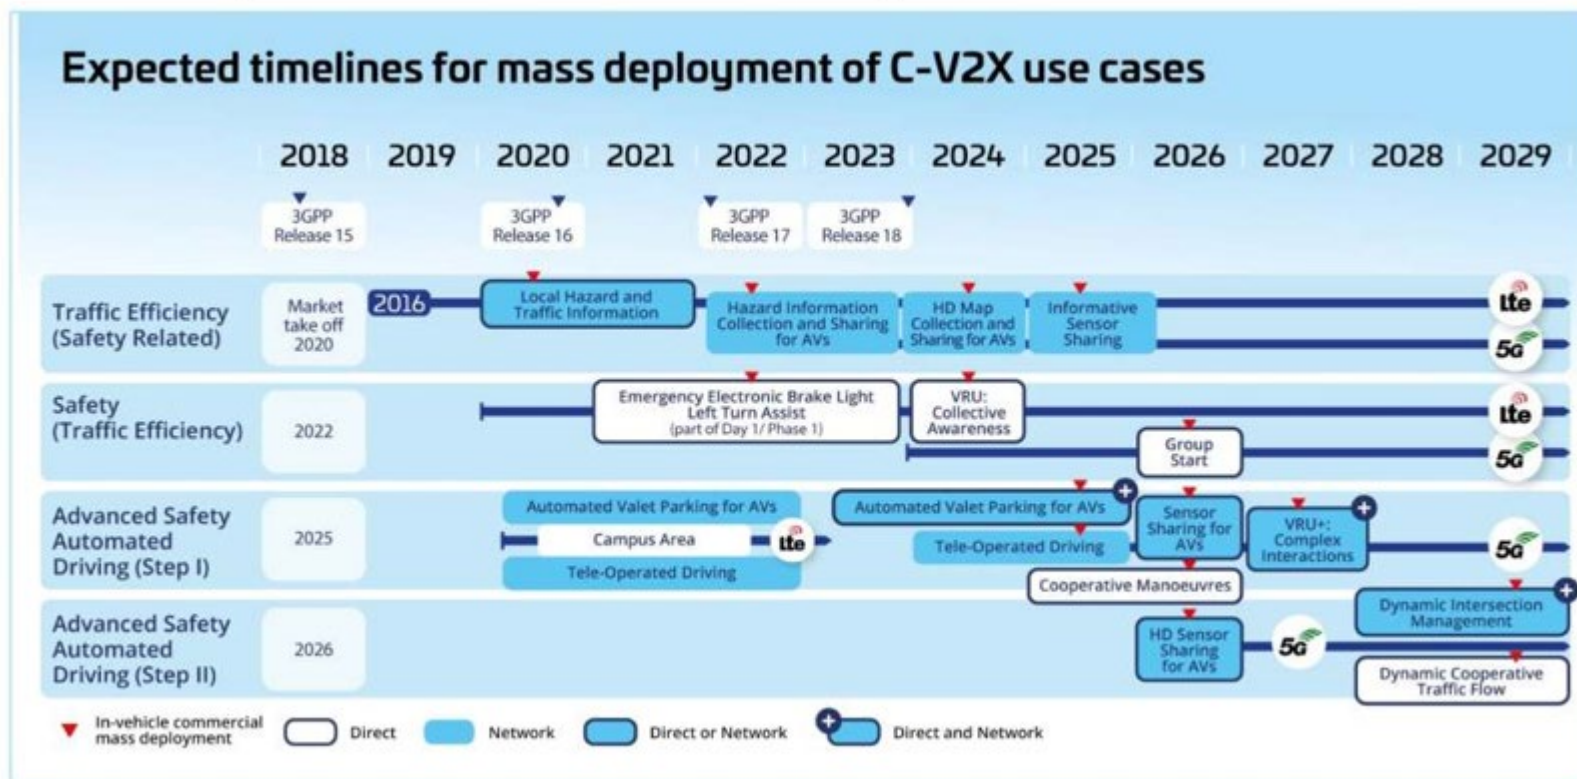 Expected timelines for mass deployment of C-V2X use cases
2018 2019 2020 2021 2022 2023 2024 2025 2026 2027 2028 2029
3GPP
Release 15
3GPP
Release 16
3GPP
Release 17
3GPP
Release 18
Traffic Efficiency
(Safety Related)
Market
take off
2020
2016
Local Hazard and
Traffic Information
Hazard Information
Collection and Sharing
for AVs
HD Map
Collection and
Sharing for AVs
Informative
Sensor
Sharing
lte
5G
Safety
(Traffic Efficiency)
2022
Emergency Electronic Brake Light
Left Turn Assist
(part of Day 1/ Phase 1)
VRU:
Collective
Awareness
Group
Start
lte
5G
Advanced Safety
Automated
Driving (Step I)
2025
Automated Valet Parking for AVs
Campus Area
lte
Tele-Operated Driving
Automated Valet Parking for AVs
Tele-Operated Driving
Cooperative Manoeuvres
Sensor
Sharing for
AVs
VRU+:
Complex
Interactions
5G
Advanced Safety
Automated
Driving (Step II)
2026
HD Sensor
Sharing
for AVs
5G
Dynamic Intersection
Management
Dynamic Cooperative
Traffic Flow
In-vehicle commercial
mass deployment
Direct
Network
Direct or Network
Direct and Network